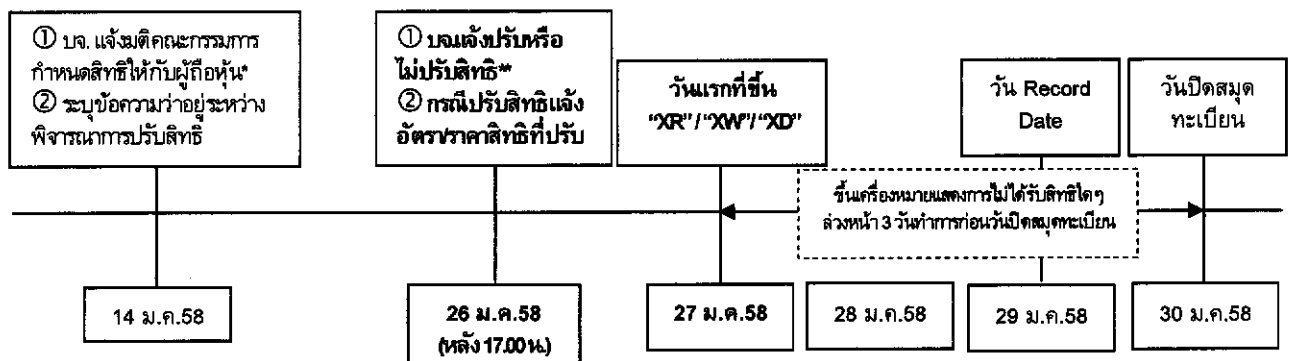 ① บจ. แจ้งมติคณะกรรมการ
กำหนดสิทธิให้กับผู้ถือหุ้น*
② ระบุข้อความว่าอยู่ระหว่าง
พิจารณาการปรับสิทธิ
① บจ.แจ้งปรับหรือ
ไม่ปรับสิทธิ**
② กรณีปรับสิทธิแจ้ง
อัตรา/ราคาสิทธิที่ปรับ
วันแรกที่ขึ้น
“XR”/“XW”/“XD”
วัน Record
Date
วันปิดสมุด
ทะเบียน
ขึ้นเครื่องหมายแสดงการไม่ได้รับสิทธิใดๆ
ล่วงหน้า 3 วันทำการก่อนวันปิดสมุดทะเบียน
14 ม.ค.58
26 ม.ค.58
(หลัง 17.00 น.)
27 ม.ค.58
28 ม.ค.58
29 ม.ค.58
30 ม.ค.58